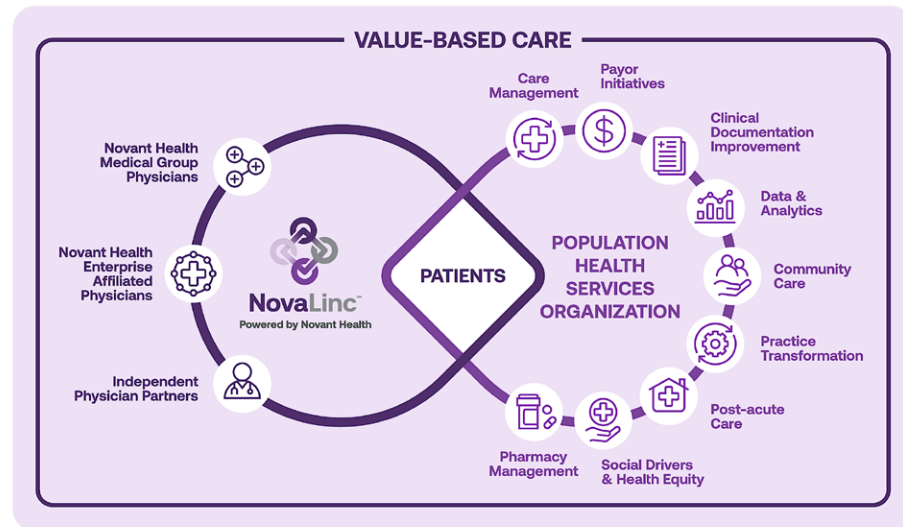 VALUE-BASED CARE
Novant Health
Medical Group
Physicians
Novant Health
Enterprise
Affiliated
Physicians
Independent
Physician Partners
NovaLinc™
Powered by Novant Health
PATIENTS
POPULATION
HEALTH
SERVICES
ORGANIZATION
Care
Management
Payor
Initiatives
Clinical
Documentation
Improvement
Data &
Analytics
Community
Care
Practice
Transformation
Post-acute
Care
Social Drivers
& Health Equity
Pharmacy
Management